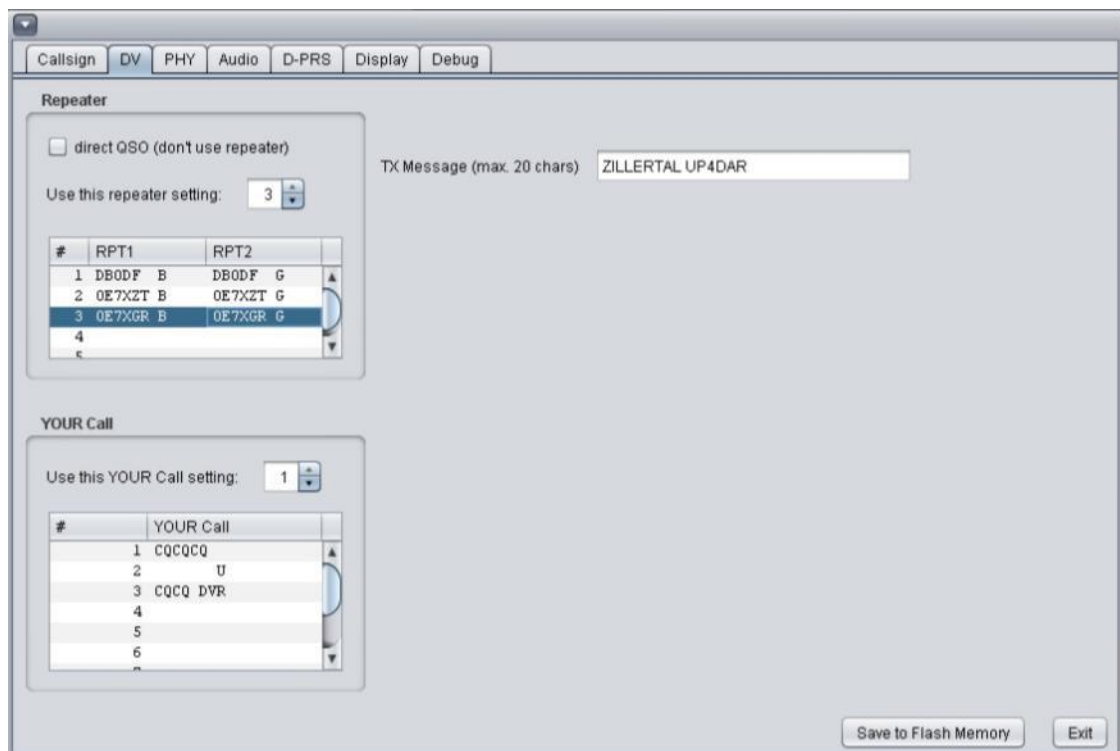 Callsign DV PHY Audio D-PRS Display Debug
Repeater
direct QSO (don't use repeater)
TX Message (max. 20 chars) ZILLERTAL UP4DAR
Use this repeater setting: 3
# RPT1 RPT2
1 DB0DF B DB0DF G
2 OE7XZT B OE7XZT G
3 OE7XGR B OE7XGR G
4
YOUR Call
Use this YOUR Call setting: 1
# YOUR Call
1 CQCQCQ
2 U
3 CQCQ DVR
4
5
6
Save to Flash Memory Exit